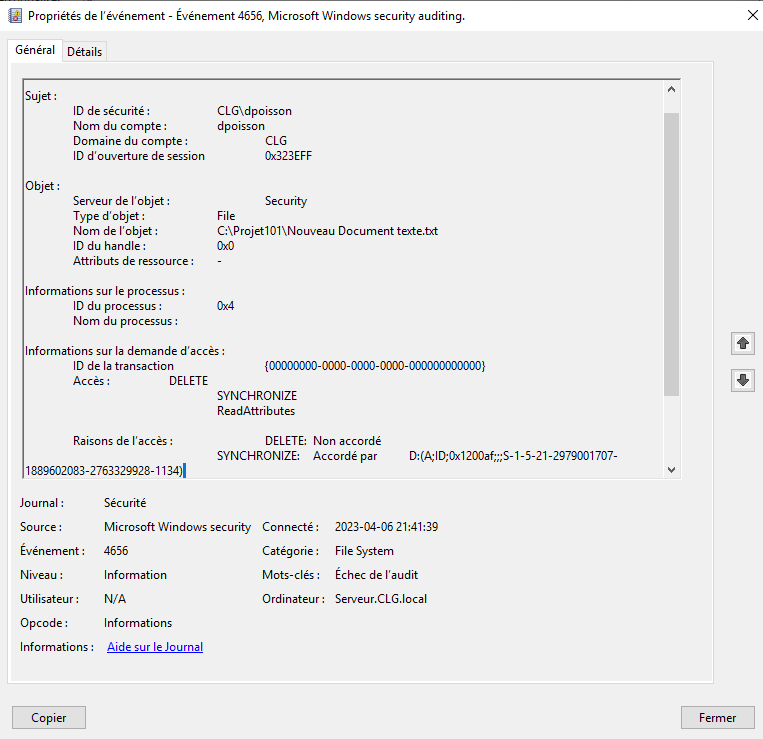 Propriétés de l'événement - Événement 4656, Microsoft Windows security auditing.
Général Détails
Sujet :
ID de sécurité : CLG\dpoisson
Nom du compte : dpoisson
Domaine du compte : CLG
ID d'ouverture de session 0x323EFF
Objet :
Serveur de l'objet : Security
Type d'objet : File
Nom de l'objet : C:\Projet101\Nouveau Document texte.txt
ID du handle : 0x0
Attributs de ressource : -
Informations sur le processus :
ID du processus : 0x4
Nom du processus :
Informations sur la demande d'accès :
ID de la transaction {00000000-0000-0000-0000-000000000000}
Accès : DELETE
SYNCHRONIZE
ReadAttributes
Raisons de l'accès : DELETE: Non accordé
SYNCHRONIZE: Accordé par D:(A;ID;0x1200af;;;S-1-5-21-2979001707-
1889602083-2763329928-1134)
Journal : Sécurité
Source : Microsoft Windows security Connecté : 2023-04-06 21:41:39
Événement : 4656 Catégorie : File System
Niveau : Information Mots-clés : Échec de l'audit
Utilisateur : N/A Ordinateur : Serveur.CLG.local
Opcode : Informations
Informations : Aide sur le Journal
Copier Fermer